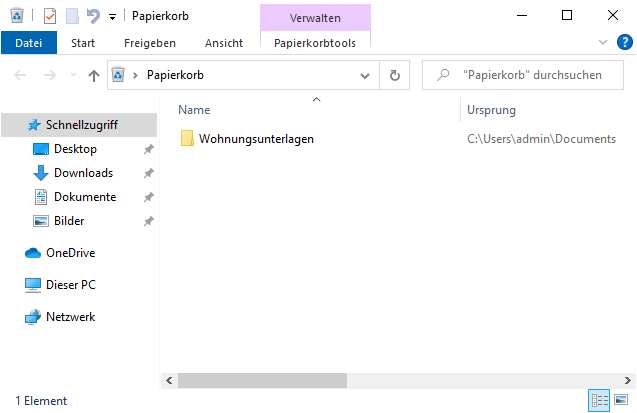 Papierkorb
Verwalten
Datei Start Freigeben Ansicht Papierkorbtools
Papierkorb "Papierkorb" durchsuchen
Name Ursprung
Schnellzugriff
Wohnungsunterlagen C:\Users\admin\Documents
Desktop
Downloads
Dokumente
Bilder
OneDrive
Dieser PC
Netzwerk
1 Element